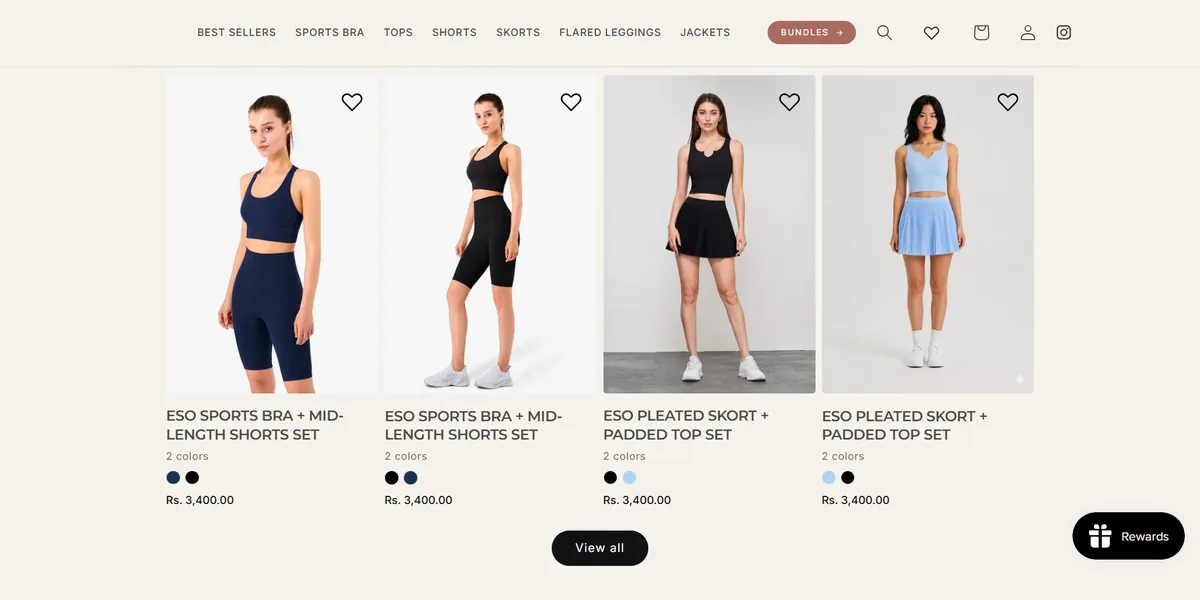 BEST SELLERS SPORTS BRA TOPS SHORTS SKORTS FLARED LEGGINGS JACKETS BUNDLES →
ESO SPORTS BRA + MID-
LENGTH SHORTS SET
2 colors
Rs. 3,400.00
ESO SPORTS BRA + MID-
LENGTH SHORTS SET
2 colors
Rs. 3,400.00
ESO PLEATED SKORT +
PADDED TOP SET
2 colors
Rs. 3,400.00
ESO PLEATED SKORT +
PADDED TOP SET
2 colors
Rs. 3,400.00
View all
Rewards